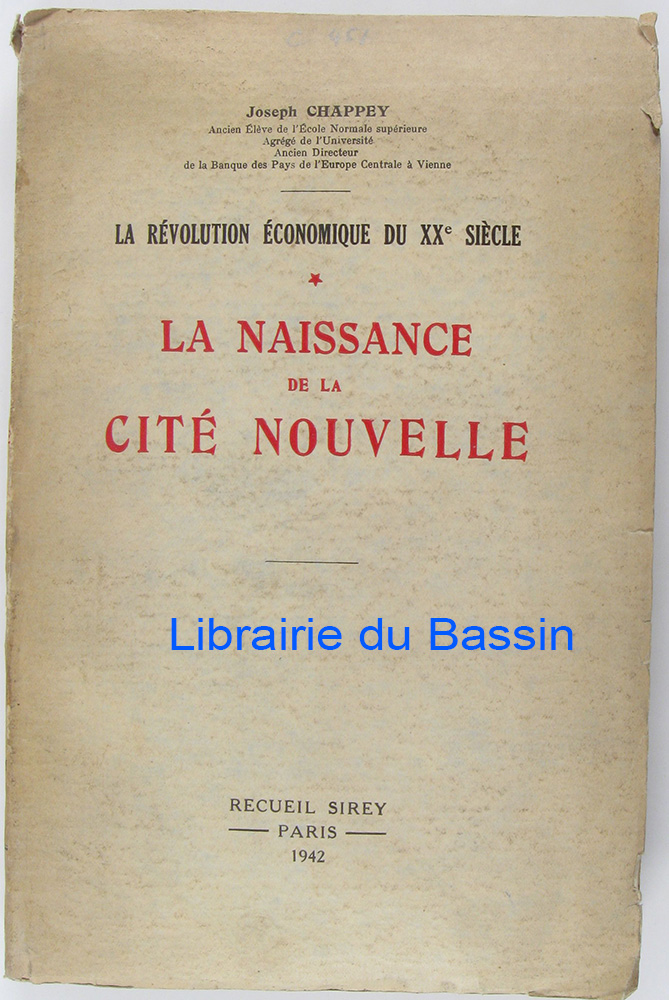 Joseph CHAPPEY
Ancien Élève de l'École Normale supérieure
Agrégé de l'Université
Ancien Directeur
de la Banque des Pays de l'Europe Centrale à Vienne
LA RÉVOLUTION ÉCONOMIQUE DU XXe SIÈCLE
LA NAISSANCE
DE LA
CITÉ NOUVELLE
Librairie du Bassin
RECUEIL SIREY
PARIS
1942